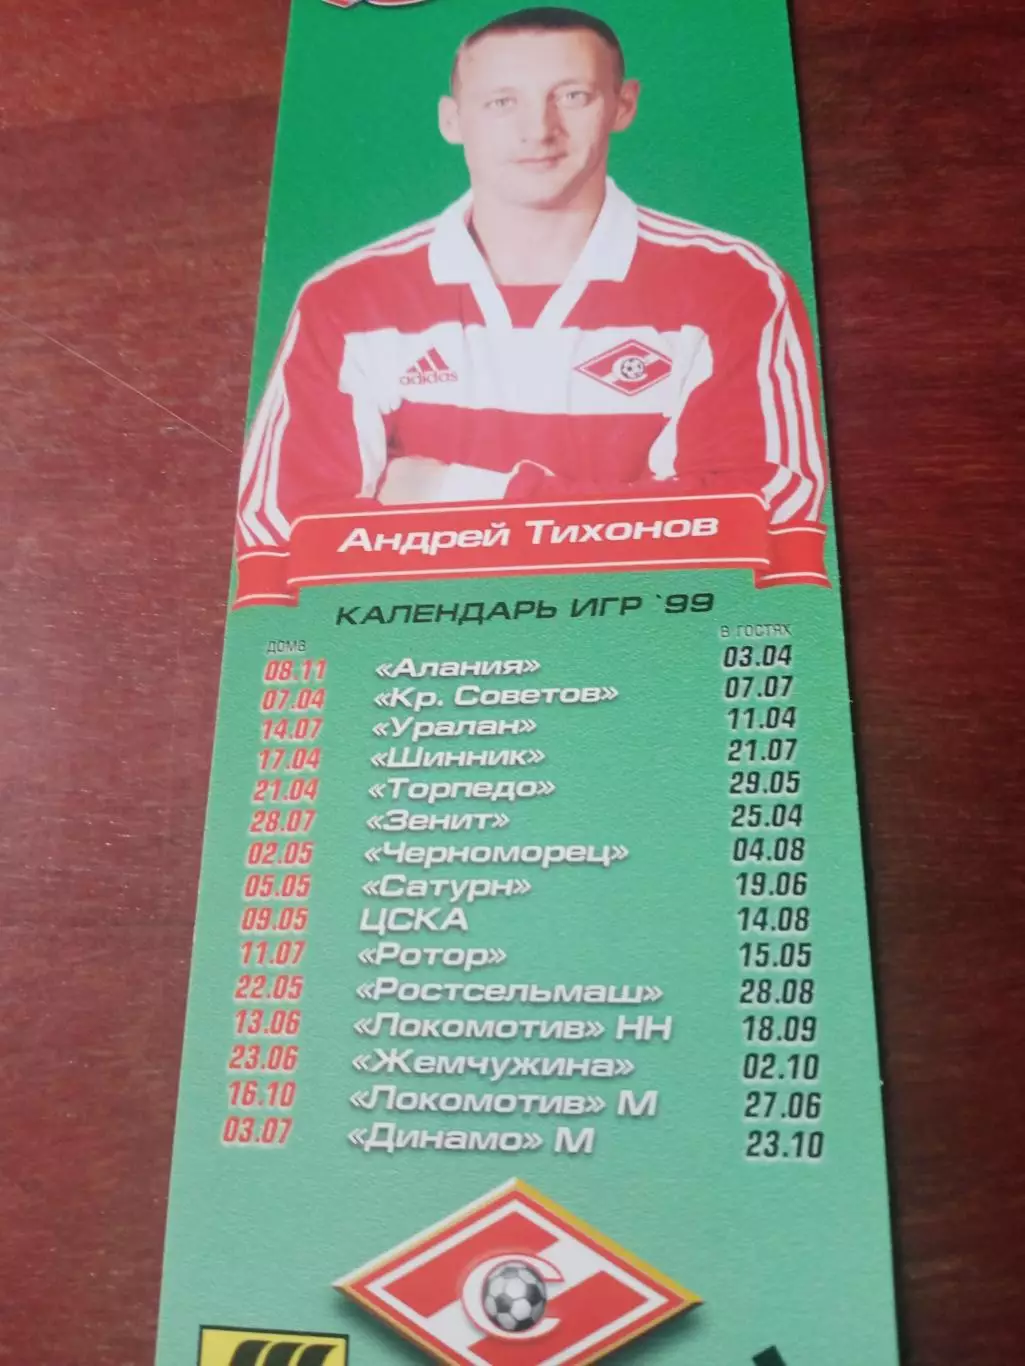 adidas
Андрей Тихонов
КАЛЕНДАРЬ ИГР `99
дома в гостях
08.11 «Алания» 03.04
07.04 «Кр. Советов» 07.07
14.07 «Уралан» 11.04
17.04 «Шинник» 21.07
21.04 «Торпедо» 29.05
28.07 «Зенит» 25.04
02.05 «Черноморец» 04.08
05.05 «Сатурн» 19.06
09.05 ЦСКА 14.08
11.07 «Ротор» 15.05
22.05 «Ростсельмаш» 28.08
13.06 «Локомотив» НН 18.09
23.06 «Жемчужина» 02.10
16.10 «Локомотив» М 27.06
03.07 «Динамо» М 23.10